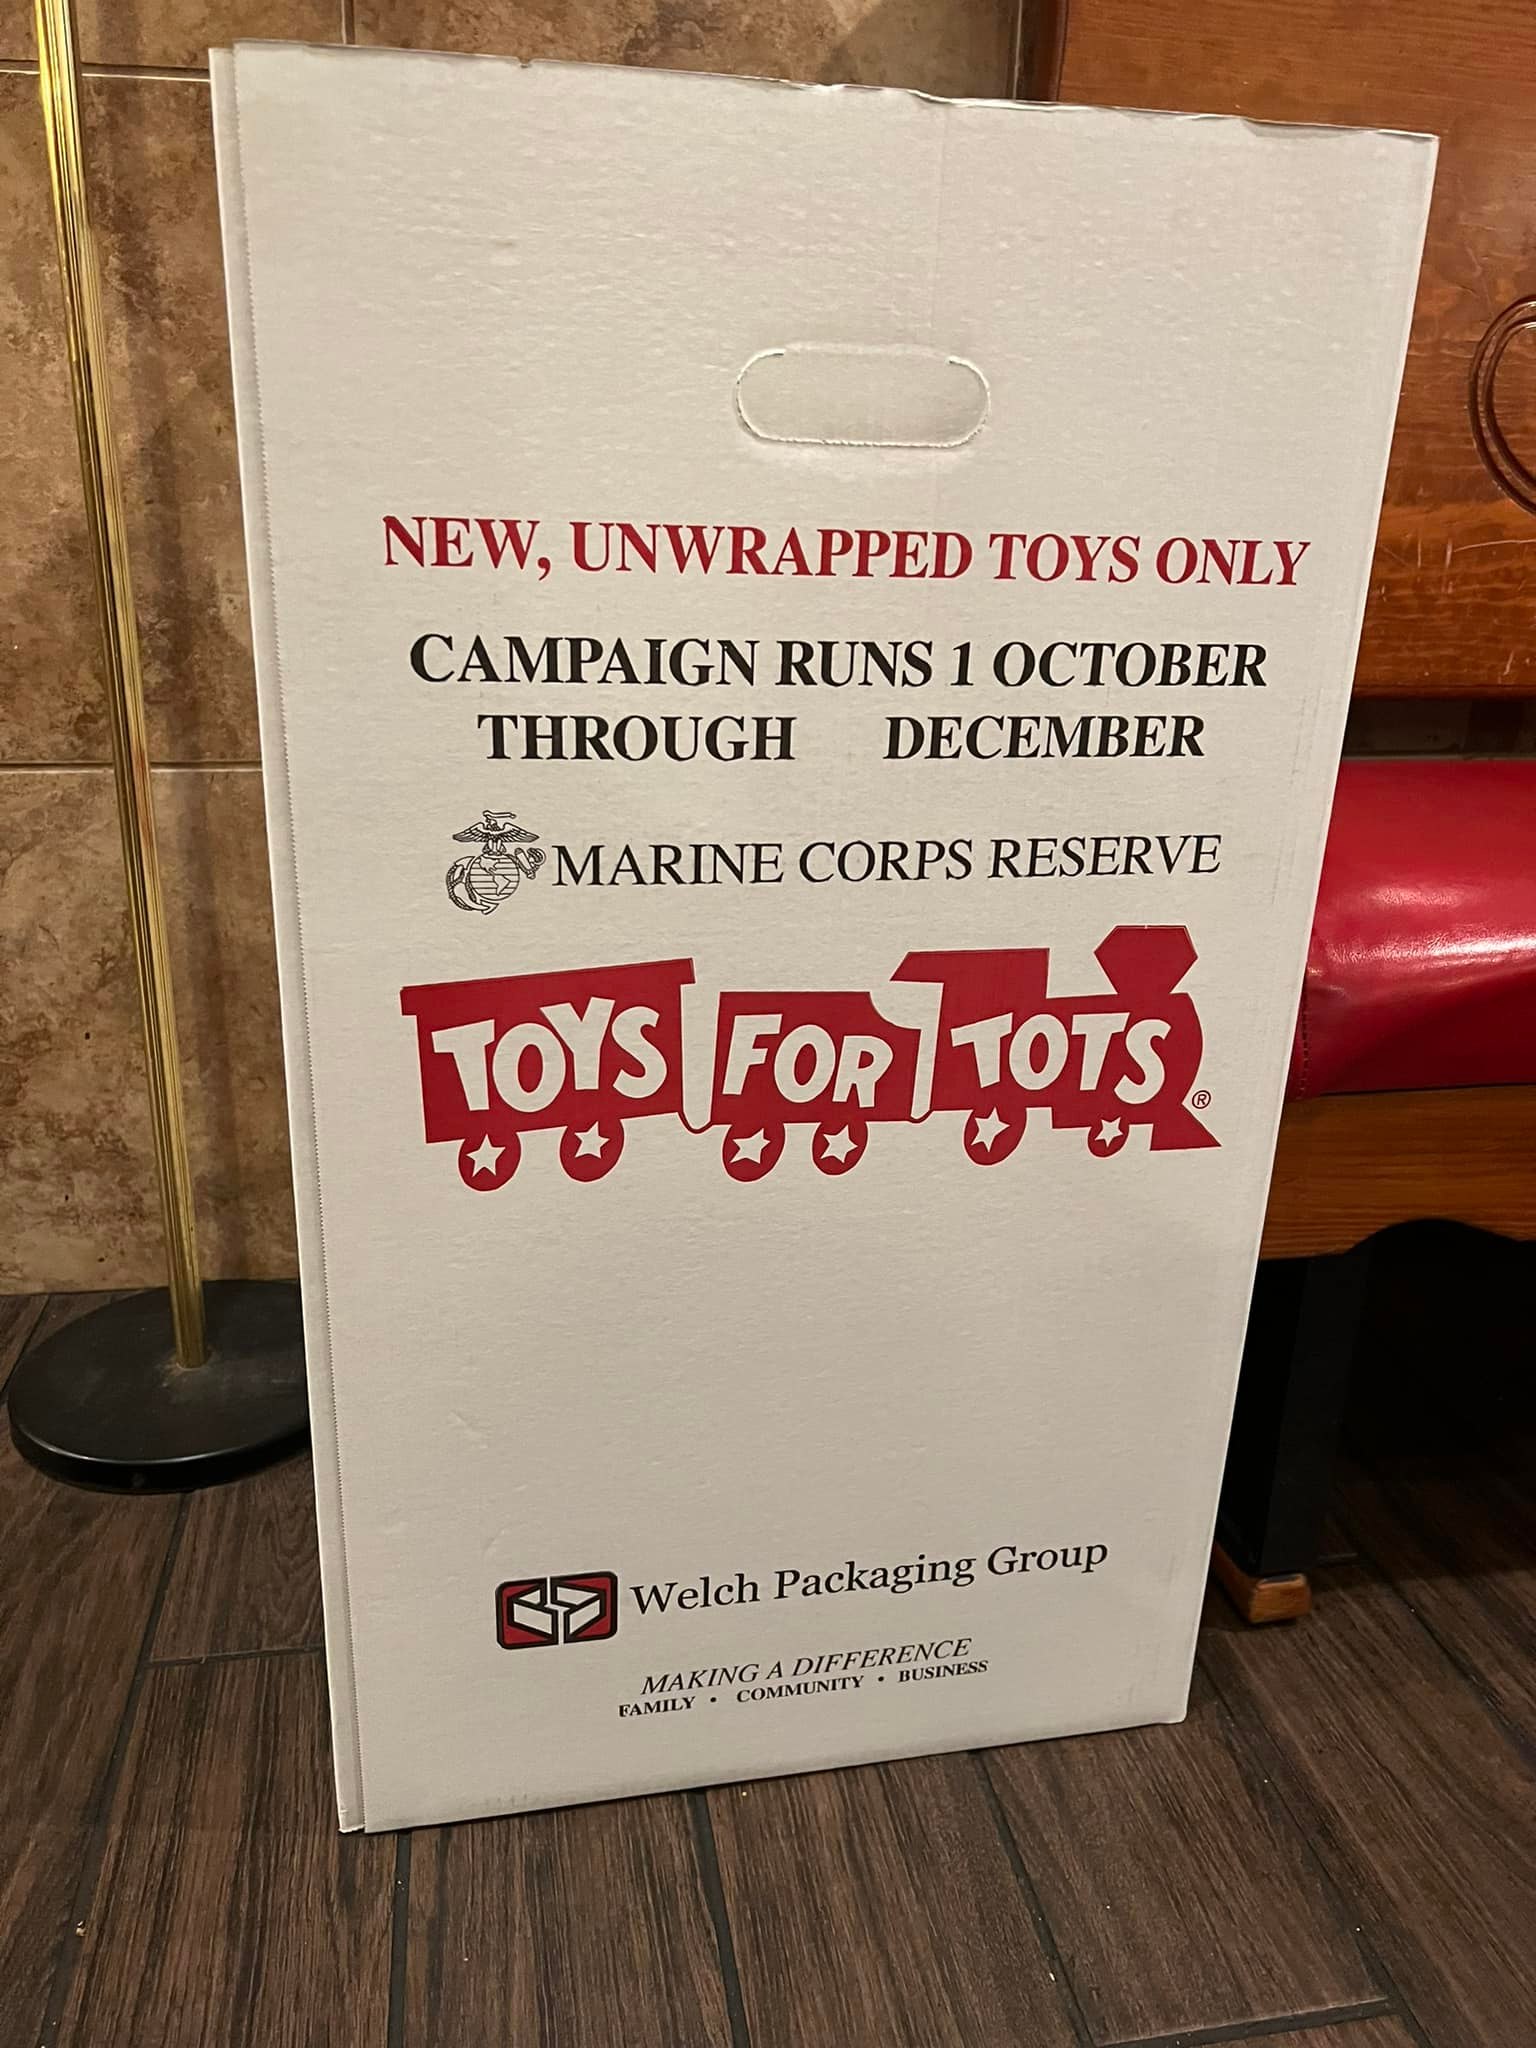 NEW, UNWRAPPED TOYS ONLY
CAMPAIGN RUNS 1 OCTOBER
THROUGH DECEMBER
MARINE CORPS RESERVE
TOYS FOR TOTS ®
Welch Packaging Group
MAKING A DIFFERENCE
FAMILY • COMMUNITY • BUSINESS